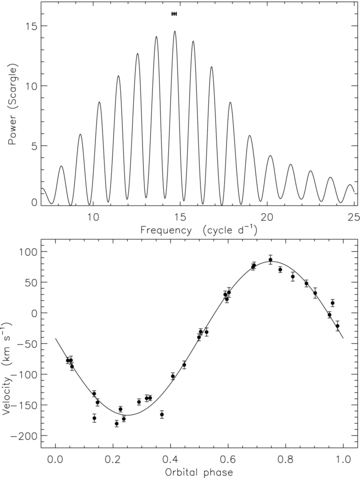 15
10
5
0
Power (Scargle)
10 15 20 25
Frequency (cycle d⁻¹)
100
50
0
−50
−100
−150
−200
Velocity (km s⁻¹)
0.0 0.2 0.4 0.6 0.8 1.0
Orbital phase